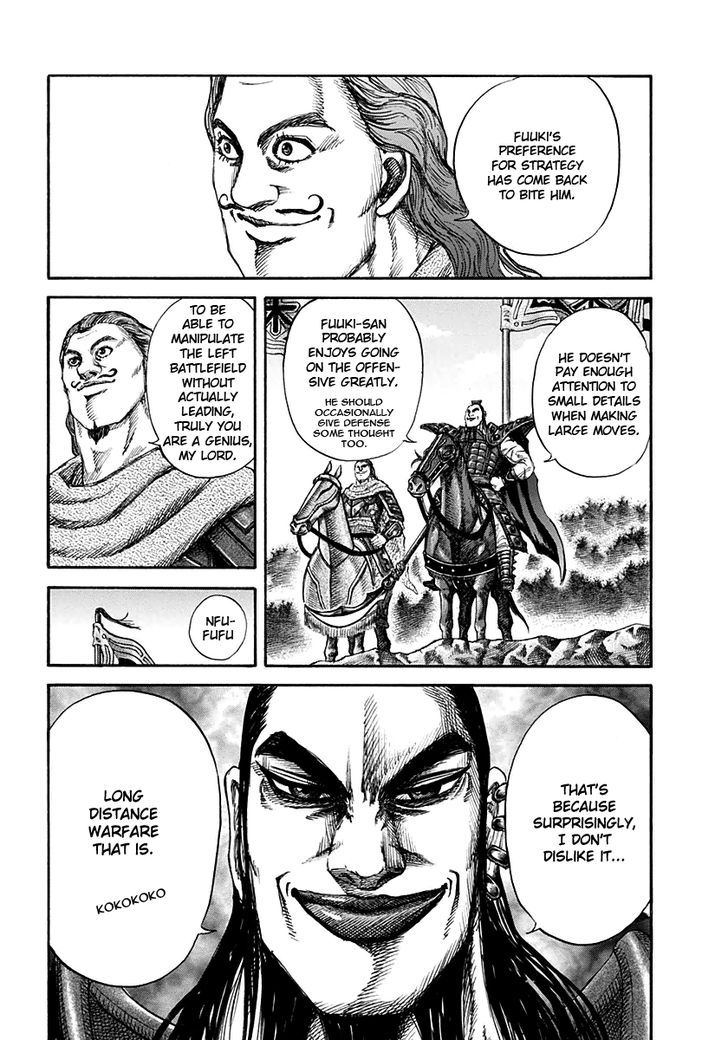 FUUKI'S
PREFERENCE
FOR STRATEGY
HAS COME BACK
TO BITE HIM.
HE DOESN'T
PAY ENOUGH
ATTENTION TO
SMALL DETAILS
WHEN MAKING
LARGE MOVES.
FUUKI-SAN
PROBABLY
ENJOYS GOING
ON THE OFFEN-
SIVE GREATLY.
HE SHOULD
OCCASIONALLY
GIVE DEFENSE
SOME THOUGHT
TOO.
TO BE
ABLE TO
MANIPULATE
THE LEFT
BATTLEFIELD
WITHOUT
ACTUALLY
LEADING,
TRULY YOU
ARE A GENIUS,
MY LORD.
NFU-
FUFU
THAT'S
BECAUSE
SURPRISINGLY,
I DON'T
DISLIKE IT...
LONG
DISTANCE
WARFARE
THAT IS.
KOKOKOKO